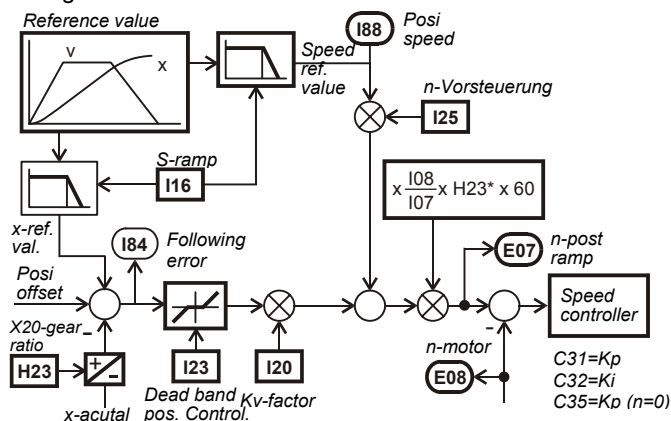 Reference value
v
x
I88
Posi
speed
Speed
ref.
value
n-Vorsteuerung
I25
S-ramp
I16
x I08/I07 x H23* x 60
x-ref.
val.
I84
Following
error
E07
n-post
ramp
Posi
offset
Speed
controller
X20-gear
ratio
-
H23
+
-
x-acutal
I23
Dead band
pos. Control.
I20
Kv-factor
-
n-motor
E08
C31=Kp
C32=Ki
C35=Kp (n=0)